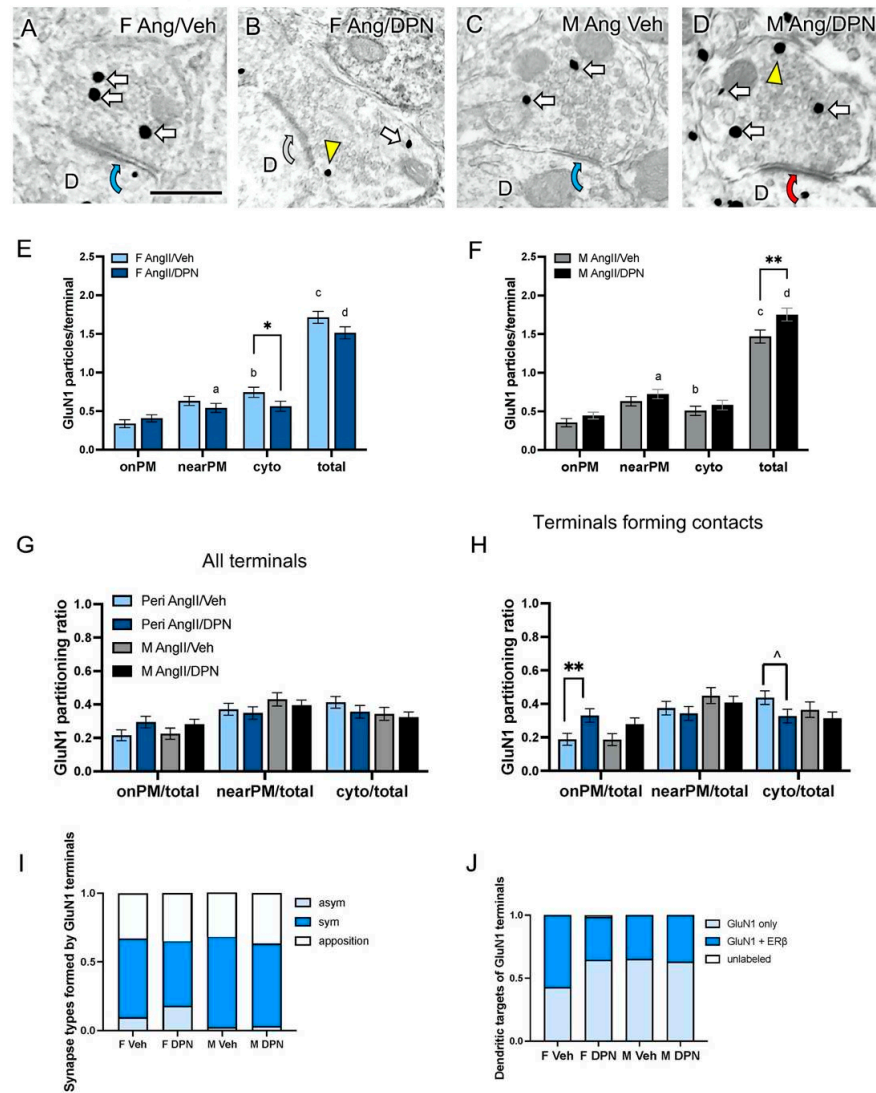 A F Ang/Veh
B F Ang/DPN
C M Ang Veh
D M Ang/DPN
D
D
D
D
E
F AngII/Veh
F AngII/DPN
GluN1 particles/terminal
2.5
2.0
1.5
1.0
0.5
0.0
a
b
*
c
d
onPM nearPM cyto total
F
M AngII/Veh
M AngII/DPN
GluN1 particles/terminal
2.5
2.0
1.5
1.0
0.5
0.0
a
b
**
c
d
onPM nearPM cyto total
G
All terminals
Peri AngII/Veh
Peri AngII/DPN
M AngII/Veh
M AngII/DPN
GluN1 partitioning ratio
1.0
0.8
0.6
0.4
0.2
0.0
onPM/total nearPM/total cyto/total
Terminals forming contacts
H
GluN1 partitioning ratio
1.0
0.8
0.6
0.4
0.2
0.0
**
^
onPM/total nearPM/total cyto/total
I
Synapse types formed by GluN1 terminals
1.0
0.5
0.0
F Veh F DPN M Veh M DPN
asym
sym
apposition
J
Dendritic targets of GluN1 terminals
1.0
0.5
0.0
F Veh F DPN M Veh M DPN
GluN1 only
GluN1 + ERβ
unlabeled